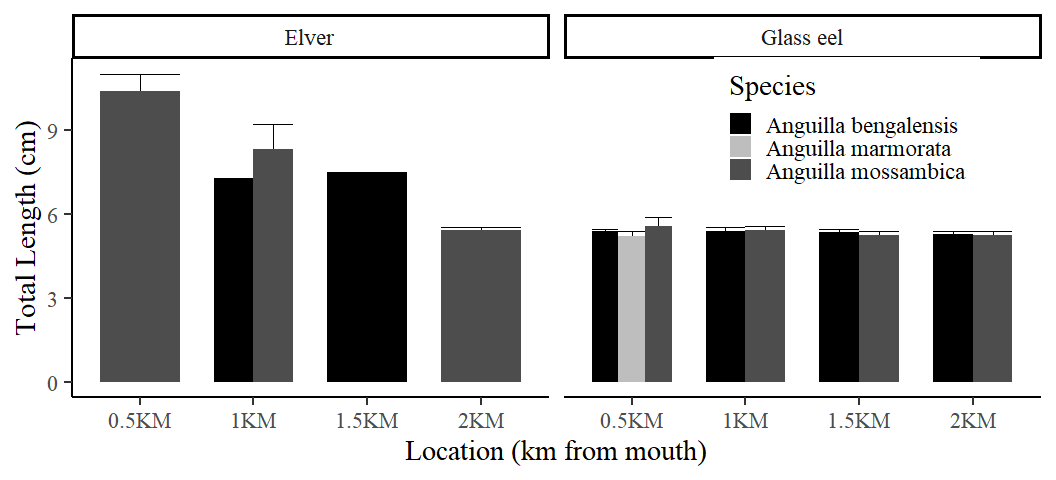 Elver
Glass eel
Species
Anguilla bengalensis
Anguilla marmorata
Anguilla mossambica
Total Length (cm)
9
6
3
0
0.5KM 1KM 1.5KM 2KM
0.5KM 1KM 1.5KM 2KM
Location (km from mouth)